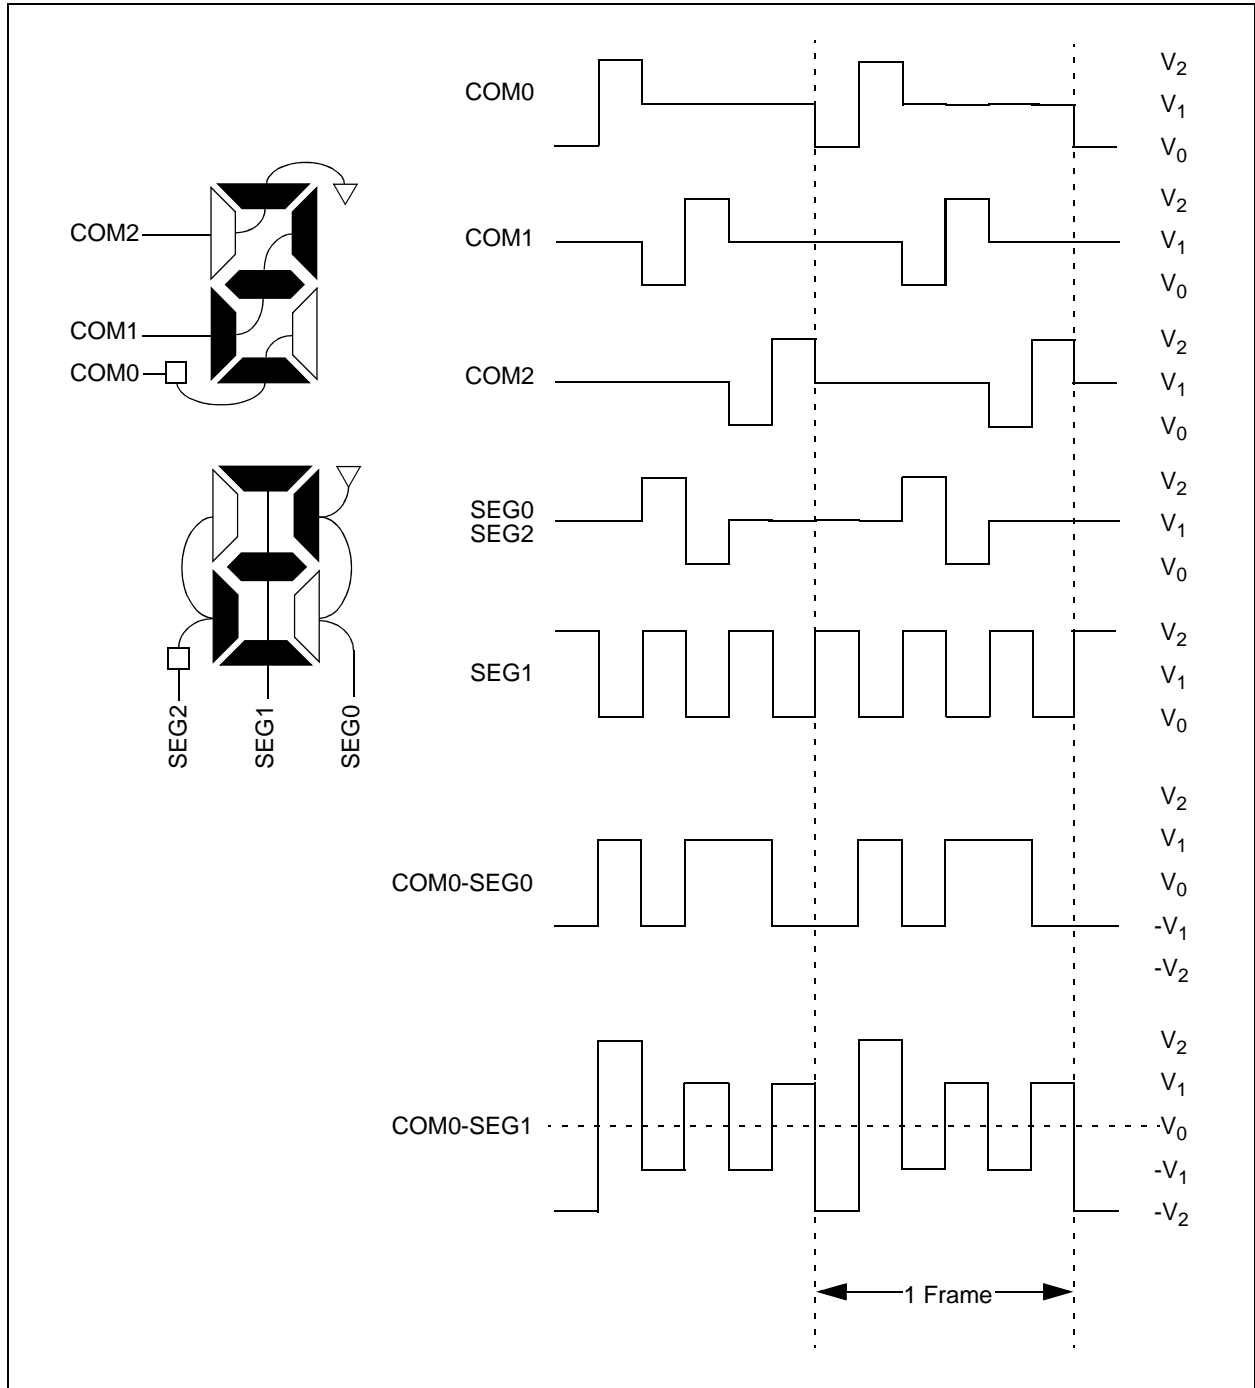 COM0
V2
V1
V0
COM2
COM1
COM0
COM1
V2
V1
V0
COM2
V2
V1
V0
SEG0
SEG2
V2
V1
V0
SEG2
SEG1
SEG0
SEG1
V2
V1
V0
COM0-SEG0
V2
V1
V0
-V1
-V2
COM0-SEG1
V2
V1
V0
-V1
-V2
1 Frame